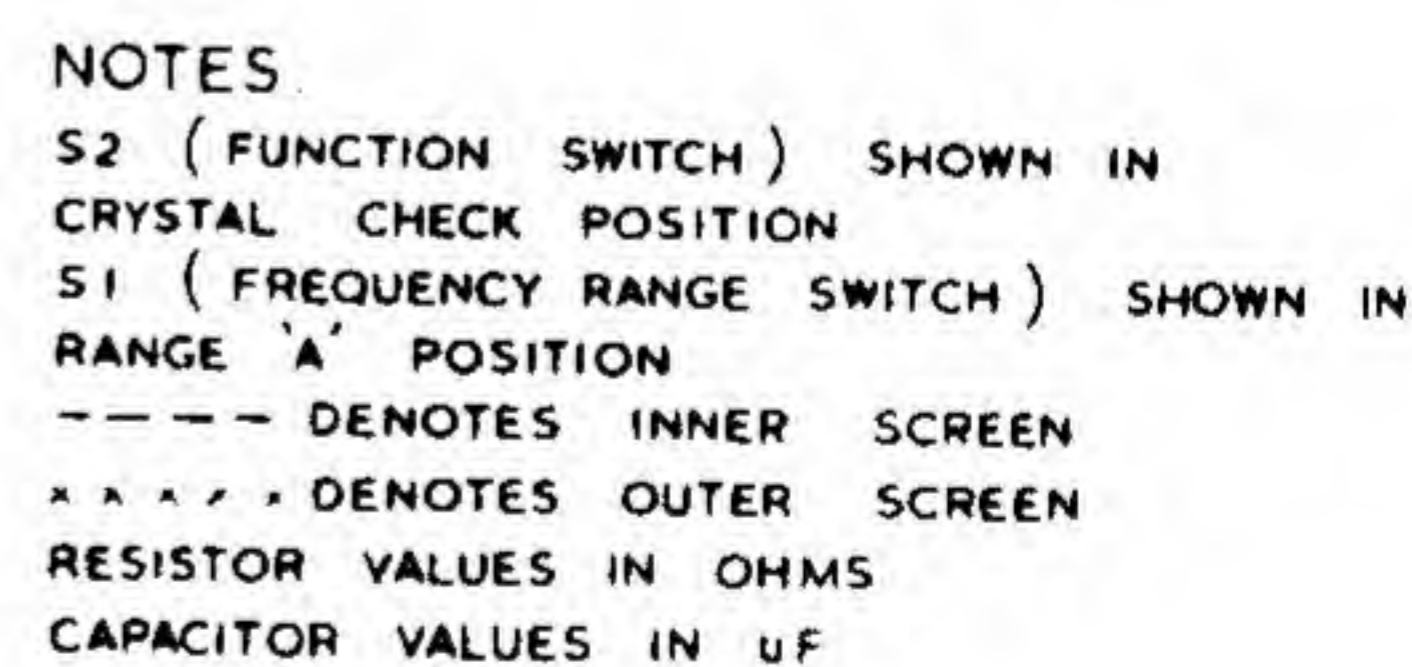 NOTES
S2 (FUNCTION SWITCH) SHOWN IN
CRYSTAL CHECK POSITION
S1 (FREQUENCY RANGE SWITCH) SHOWN IN
RANGE 'A' POSITION
---- DENOTES INNER SCREEN
x x x x x DENOTES OUTER SCREEN
RESISTOR VALUES IN OHMS
CAPACITOR VALUES IN uF